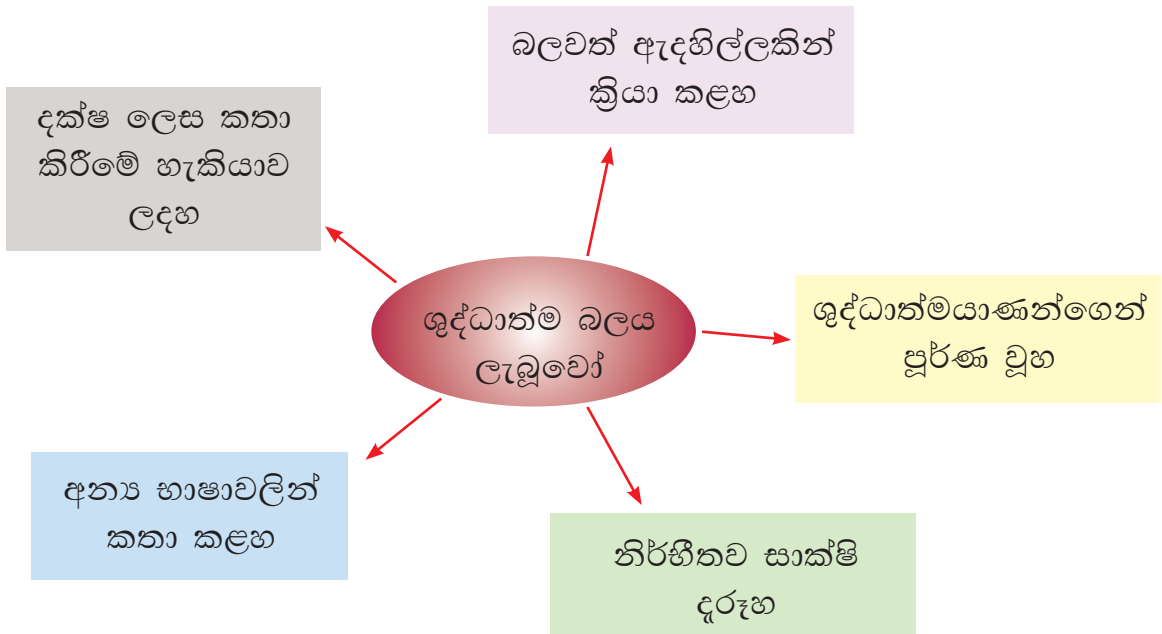 බලවත් ඇදහිල්ලකින්
ක්‍රියා කළහ
දක්ෂ ලෙස කතා
කිරීමේ හැකියාව
ලදහ
ශුද්ධාත්ම බලය
ලැබූවෝ
ශුද්ධාත්මයාණන්ගෙන්
පූර්ණ වූහ
අන්‍ය භාෂාවලින්
කතා කළහ
නිර්භීතව සාක්ෂි
දැරූහ